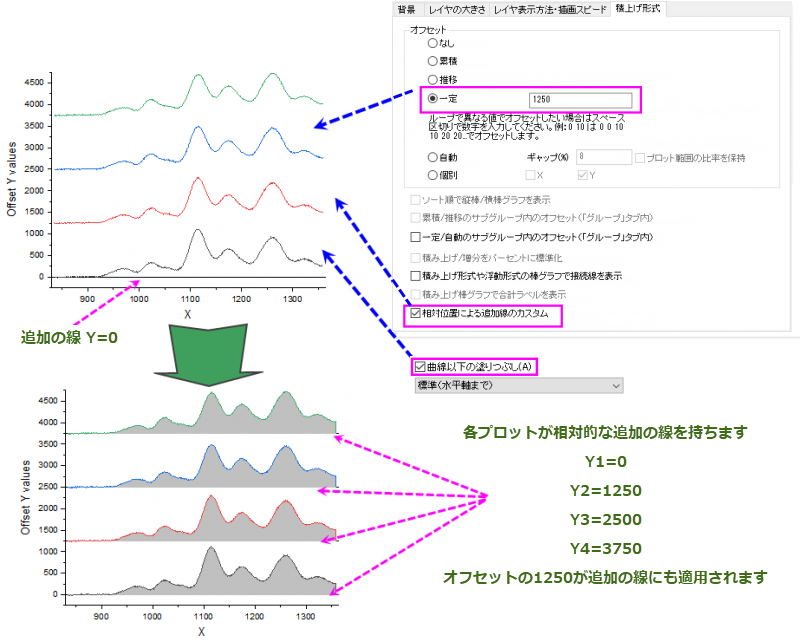 背景
レイヤの大きさ
レイヤ表示方法・描画スピード
積上げ形式
オフセット
なし
累積
推移
一定
1250
ループで異なる値でオフセットしたい場合はスペース
区切りで数字を入力してください。例: 0 10 は 0 0 10
10 20 20..でオフセットします。
自動
ギャップ(%)
8
プロット範囲の比率を保持
個別
X
Y
ソート順で縦棒/横棒グラフを表示
累積/推移のサブグループ内のオフセット(「グループ」タブ内)
一定/自動のサブグループ内のオフセット(「グループ」タブ内)
積み上げ/増分をパーセントに標準化
積み上げ形式や浮動形式の棒グラフで接続線を表示
積み上げ棒グラフで合計ラベルを表示
相対位置による追加線のカスタム
曲線以下の塗りつぶし(A)
標準(水平軸まで)
Offset Y values
4500
4000
3500
3000
2500
2000
1500
1000
500
0
900
1000
1100
1200
1300
X
追加の線 Y=0
Offset Y values
4500
4000
3500
3000
2500
2000
1500
1000
500
0
900
1000
1100
1200
1300
X
各プロットが相対的な追加の線を持ちます
Y1=0
Y2=1250
Y3=2500
Y4=3750
オフセットの1250が追加の線にも適用されます